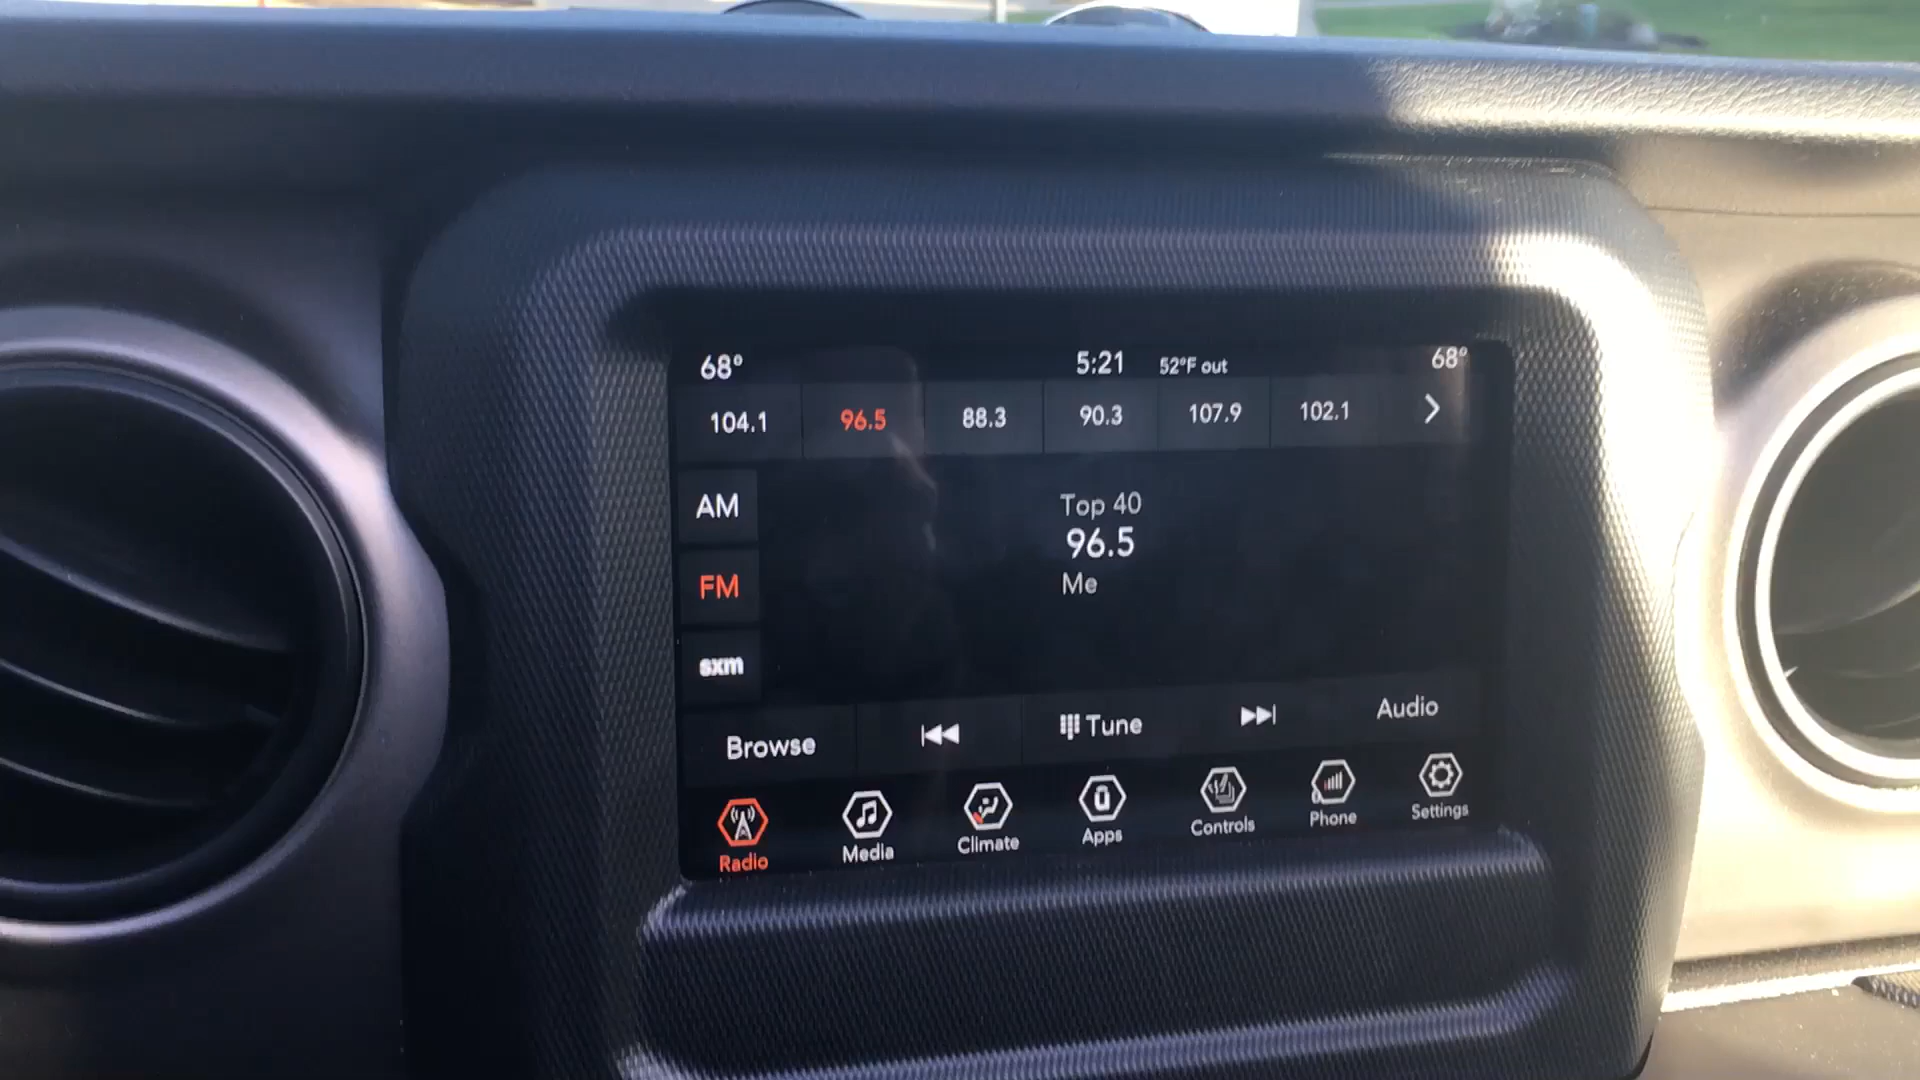 68° 5:21 52°F out 68°
104.1 96.5 88.3 90.3 107.9 102.1
AM
FM
sxm
Top 40
96.5
Me
Browse Tune Audio
Radio Media Climate Apps Controls Phone Settings